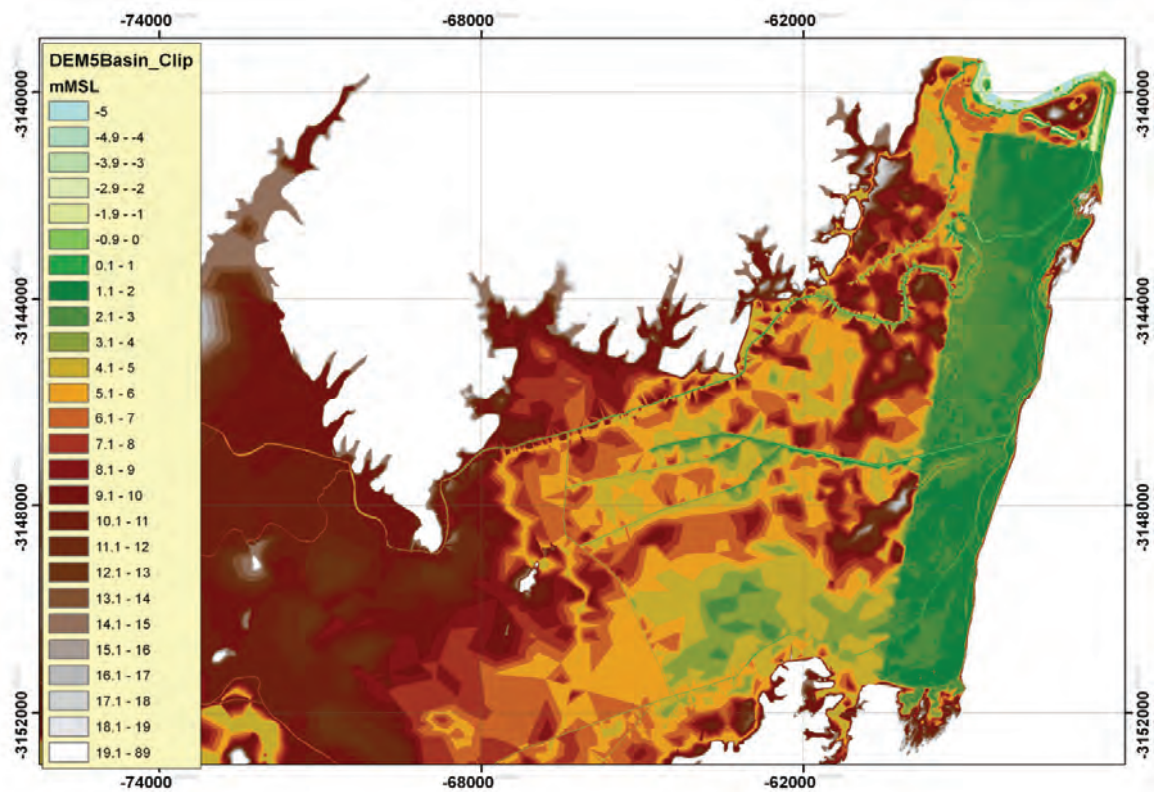 -74000 -68000 -62000
DEM5Basin_Clip
mMSL
-5
-4.9 - -4
-3.9 - -3
-2.9 - -2
-1.9 - -1
-0.9 - 0
0.1 - 1
1.1 - 2
2.1 - 3
3.1 - 4
4.1 - 5
5.1 - 6
6.1 - 7
7.1 - 8
8.1 - 9
9.1 - 10
10.1 - 11
11.1 - 12
12.1 - 13
13.1 - 14
14.1 - 15
15.1 - 16
16.1 - 17
17.1 - 18
18.1 - 19
19.1 - 89
-3140000
-3144000
-3148000
-3152000
-3140000
-3144000
-3148000
-3152000
-74000 -68000 -62000